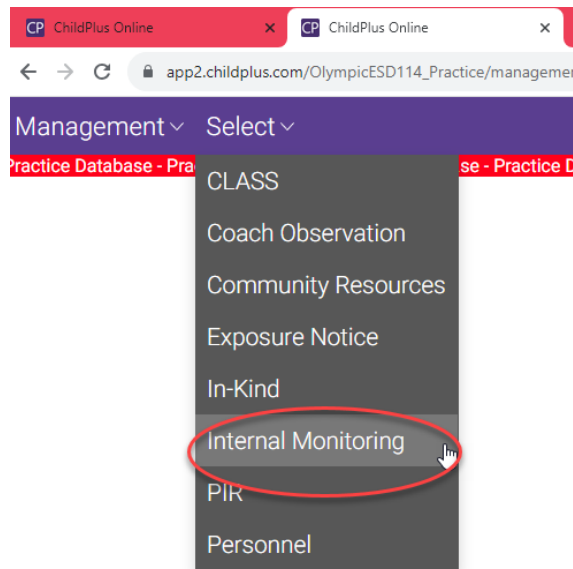 CP ChildPlus Online × CP ChildPlus Online ×
app2.childplus.com/OlympicESD114_Practice/manageme
Management Select
Practice Database - Pra se - Practice D
CLASS
Coach Observation
Community Resources
Exposure Notice
In-Kind
Internal Monitoring
PIR
Personnel